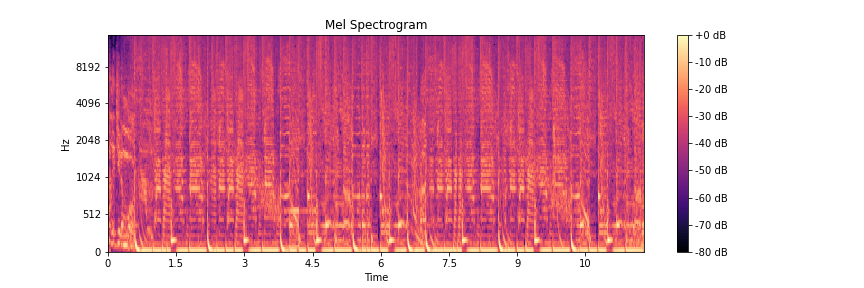 Mel Spectrogram
+0 dB
8192
-10 dB
4096
-20 dB
-30 dB
2048
Hz
-40 dB
1024
-50 dB
512
-60 dB
-70 dB
0
-80 dB
0 1.5 3 4.5 6 7.5 9 10
Time